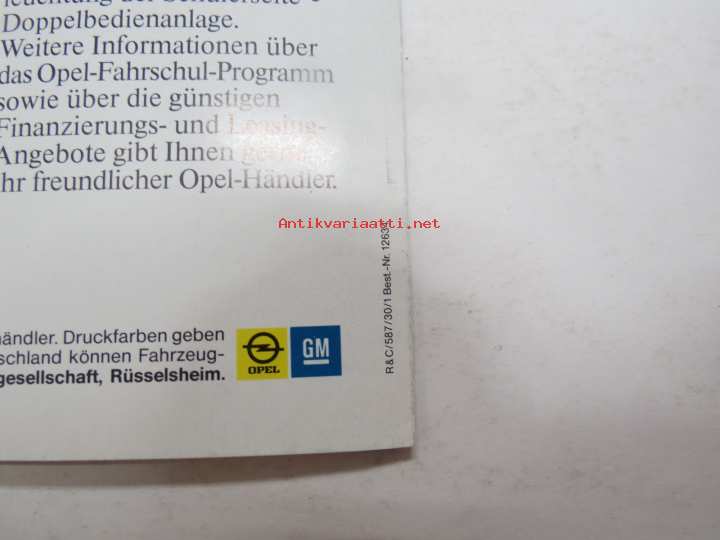 Doppelbedienanlage.
Weitere Informationen über
das Opel-Fahrschul-Programm
sowie über die günstigen
Finanzierungs- und Leasing-
Angebote gibt Ihnen gerne
Ihr freundlicher Opel-Händler.
Antikvariaatti.net
händler. Druckfarben geben
schland können Fahrzeug-
gesellschaft, Rüsselsheim.
OPEL
GM
R & C/587/30/1 Best.-Nr.